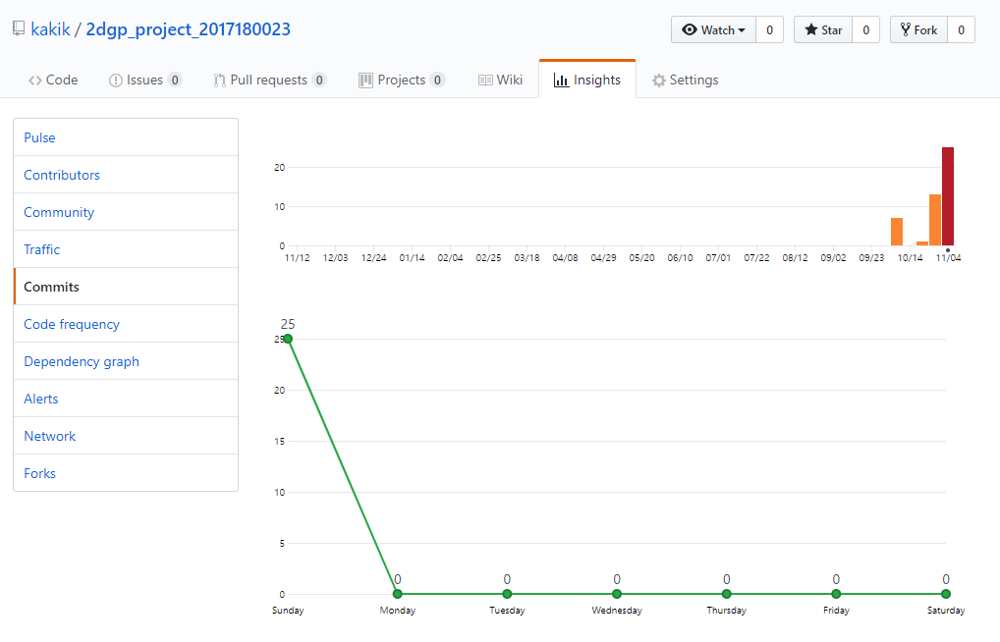 kakik / 2dgp_project_2017180023
Watch 0 Star 0 Fork 0
Code Issues 0 Pull requests 0 Projects 0 Wiki Insights Settings
Pulse
Contributors
Community
Traffic
Commits
Code frequency
Dependency graph
Alerts
Network
Forks
20
10
0
11/12 12/03 12/24 01/14 02/04 02/25 03/18 04/08 04/29 05/20 06/10 07/01 07/22 08/12 09/02 09/23 10/14 11/04
25
25
20
15
10
5
0 0 0 0 0 0
0
Sunday Monday Tuesday Wednesday Thursday Friday Saturday